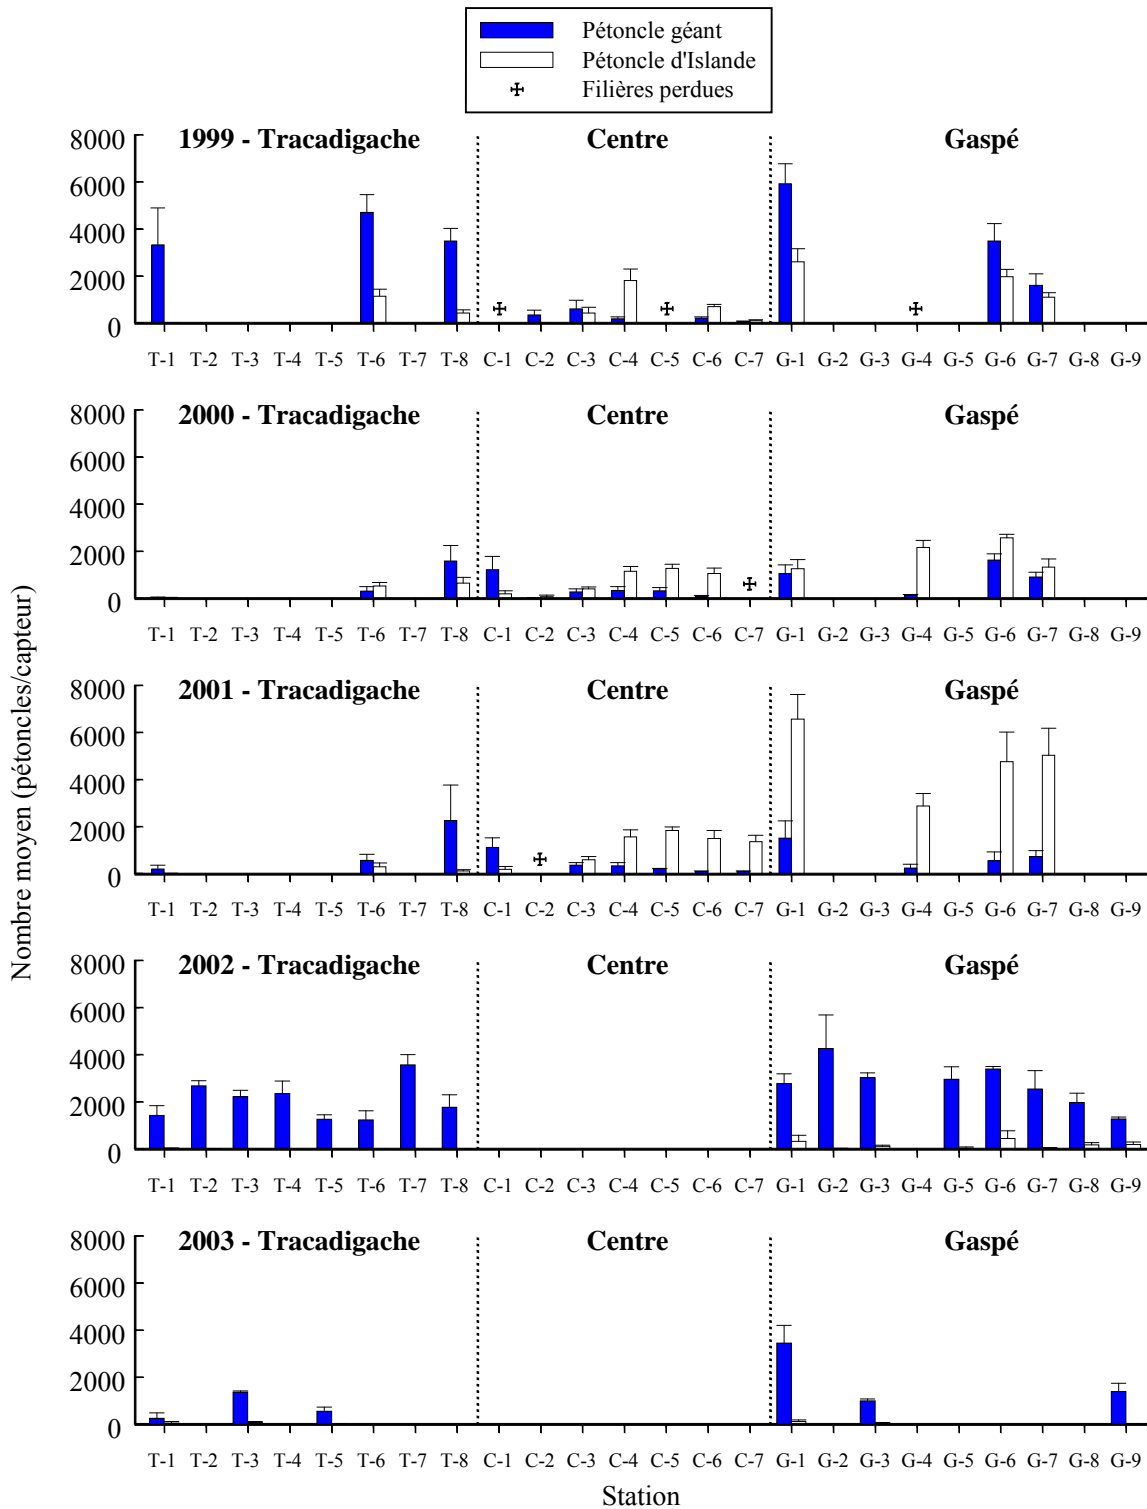 Pétoncle géant
Pétoncle d'Islande
Filières perdues
Nombre moyen (pétoncles/capteur)
1999 - Tracadigache Centre Gaspé
8000
6000
4000
2000
0
T-1 T-2 T-3 T-4 T-5 T-6 T-7 T-8 C-1 C-2 C-3 C-4 C-5 C-6 C-7 G-1 G-2 G-3 G-4 G-5 G-6 G-7 G-8 G-9
2000 - Tracadigache Centre Gaspé
8000
6000
4000
2000
0
T-1 T-2 T-3 T-4 T-5 T-6 T-7 T-8 C-1 C-2 C-3 C-4 C-5 C-6 C-7 G-1 G-2 G-3 G-4 G-5 G-6 G-7 G-8 G-9
2001 - Tracadigache Centre Gaspé
8000
6000
4000
2000
0
T-1 T-2 T-3 T-4 T-5 T-6 T-7 T-8 C-1 C-2 C-3 C-4 C-5 C-6 C-7 G-1 G-2 G-3 G-4 G-5 G-6 G-7 G-8 G-9
2002 - Tracadigache Centre Gaspé
8000
6000
4000
2000
0
T-1 T-2 T-3 T-4 T-5 T-6 T-7 T-8 C-1 C-2 C-3 C-4 C-5 C-6 C-7 G-1 G-2 G-3 G-4 G-5 G-6 G-7 G-8 G-9
2003 - Tracadigache Centre Gaspé
8000
6000
4000
2000
0
T-1 T-2 T-3 T-4 T-5 T-6 T-7 T-8 C-1 C-2 C-3 C-4 C-5 C-6 C-7 G-1 G-2 G-3 G-4 G-5 G-6 G-7 G-8 G-9
Station